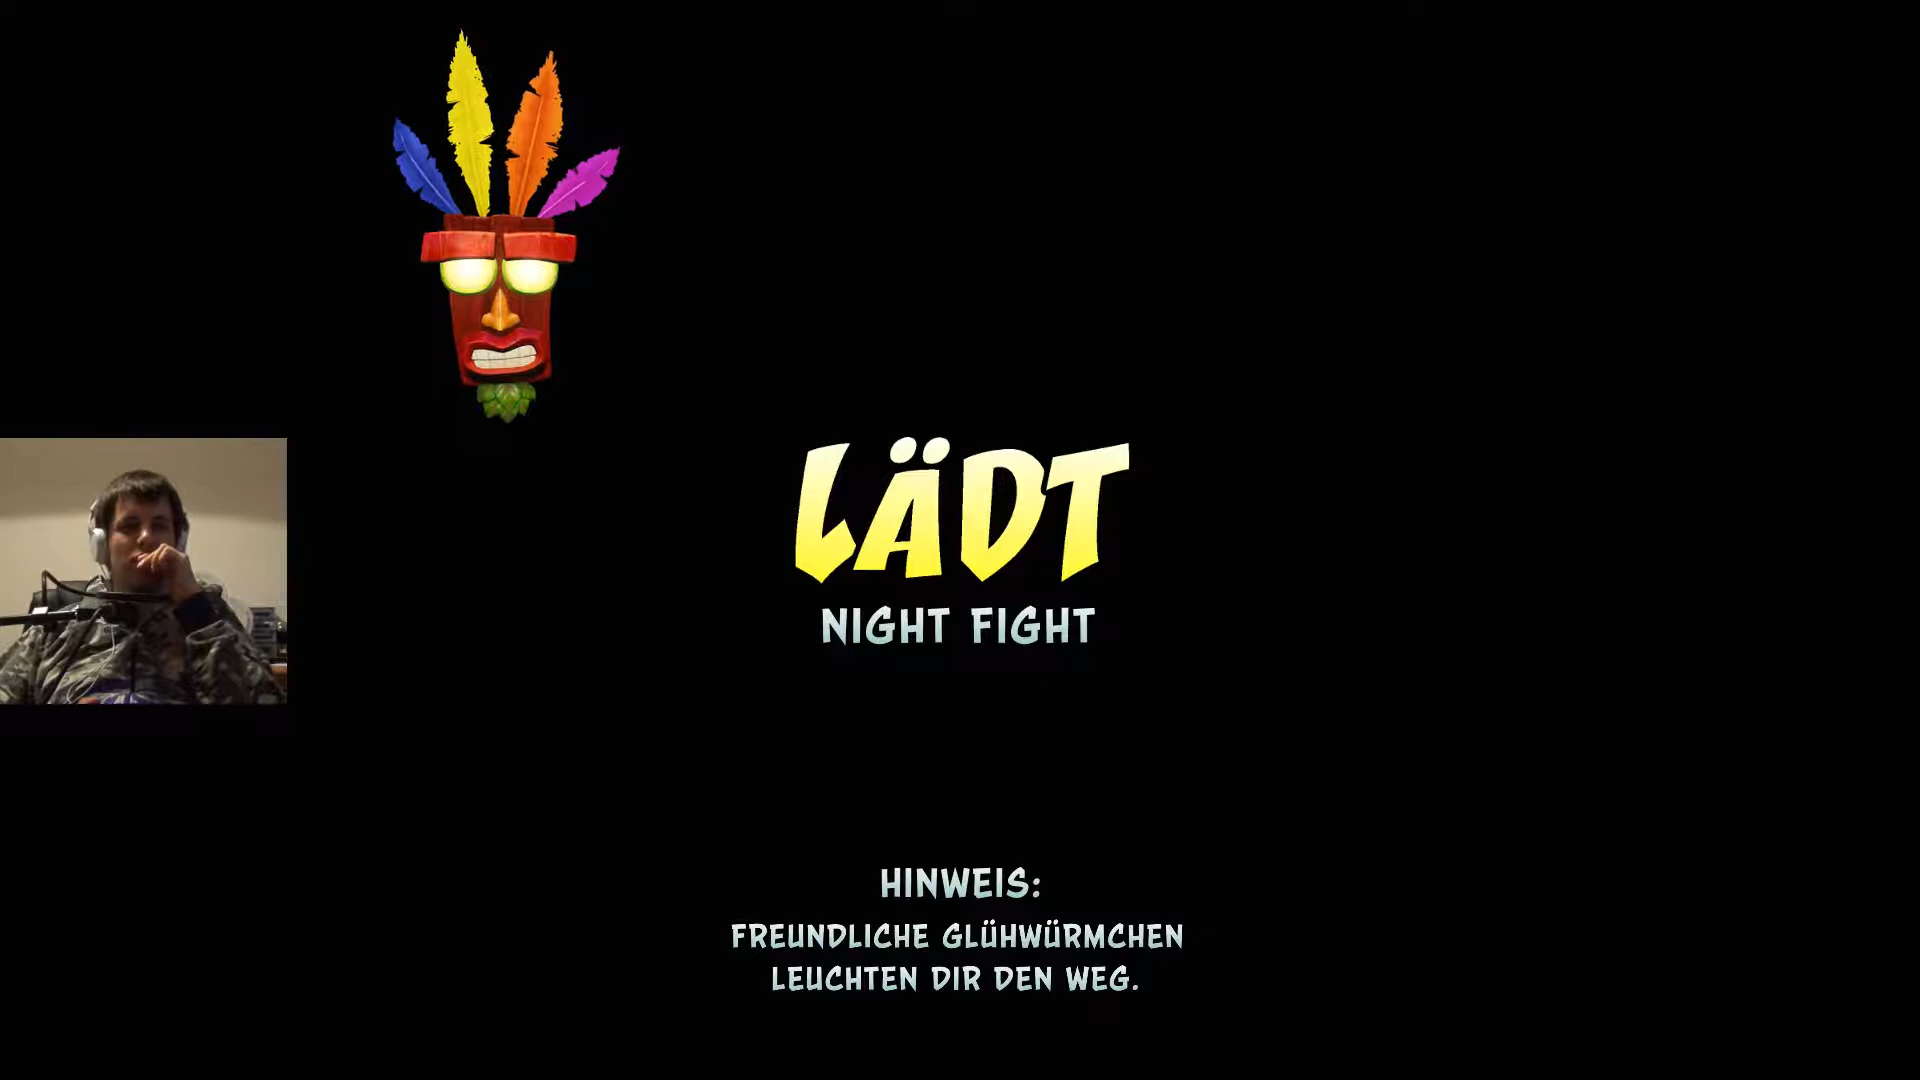 LÄDT
NIGHT FIGHT
HINWEIS:
FREUNDLICHE GLÜHWÜRMCHEN
LEUCHTEN DIR DEN WEG.